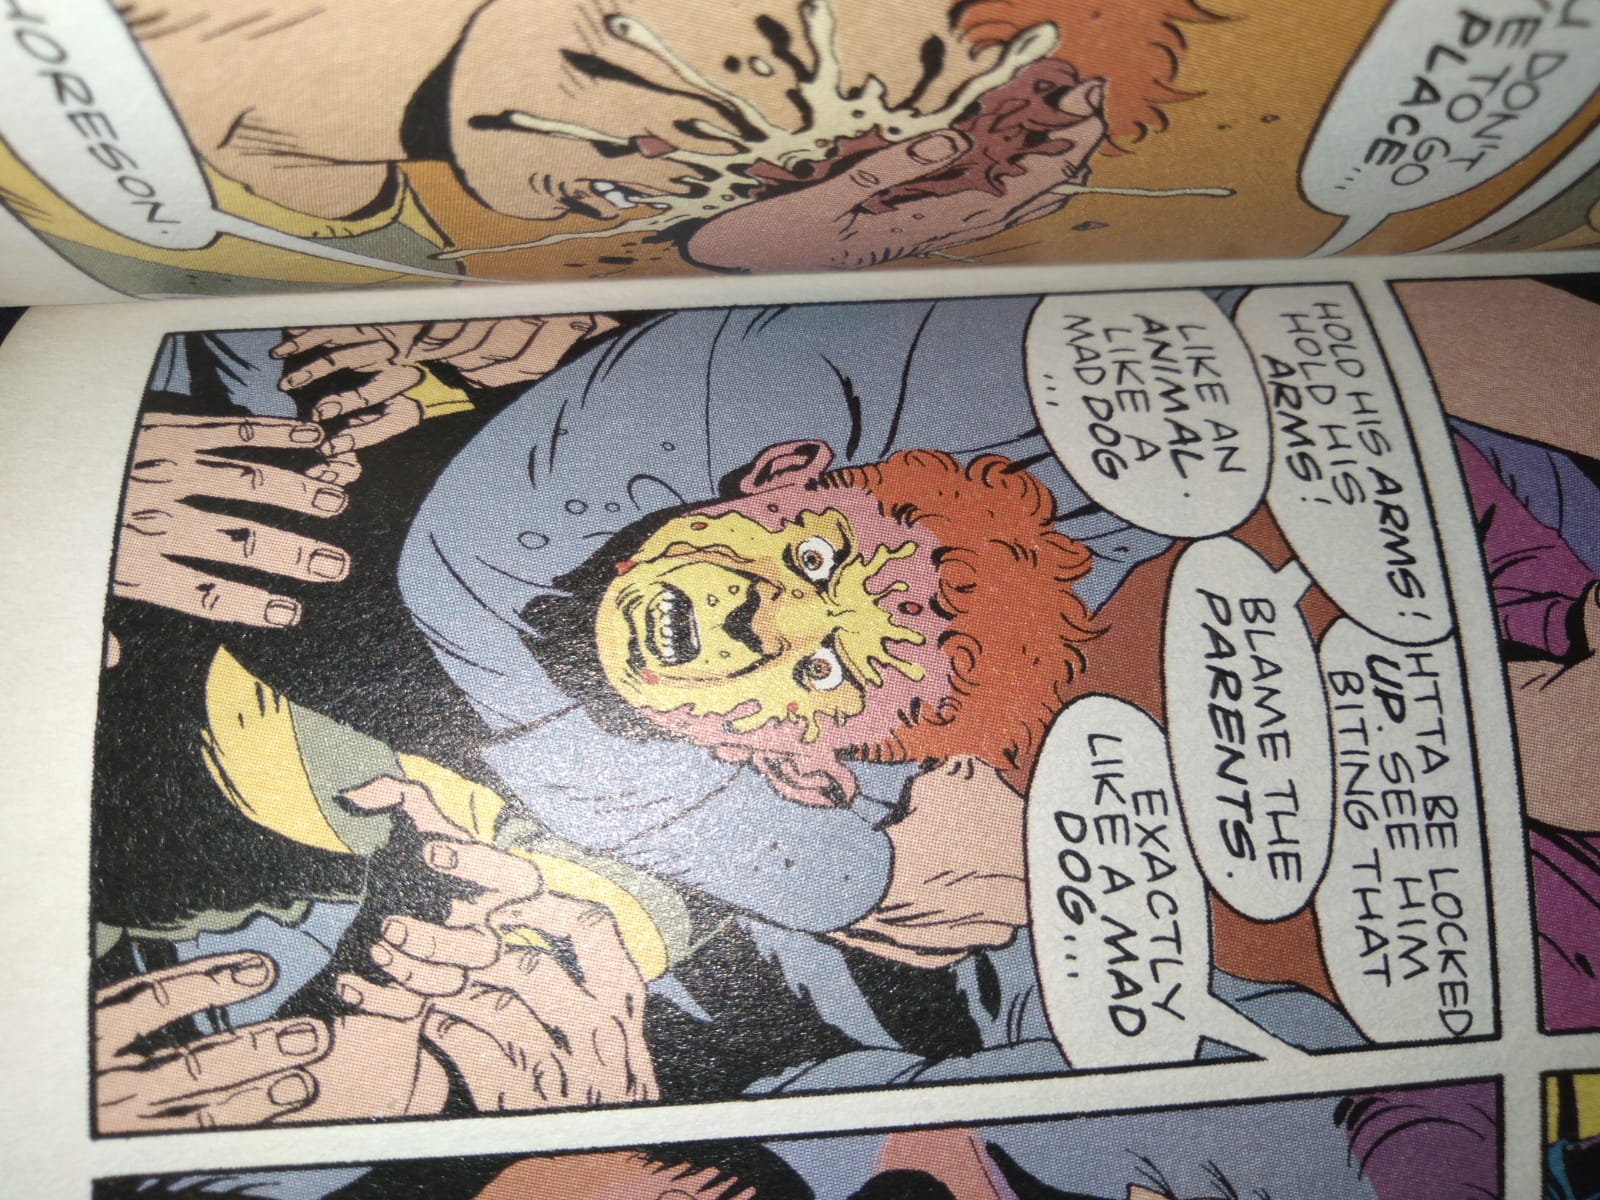 DON'T
TO GO
PLACE...
HOLD HIS ARMS!
HOLD HIS
ARMS!
HTTA BE LOCKED
UP. SEE HIM
BITING THAT
BLAME THE
PARENTS.
LIKE AN
ANIMAL.
LIKE A
MAD DOG
...
EXACTLY
LIKE A MAD
DOG...
HORESON.